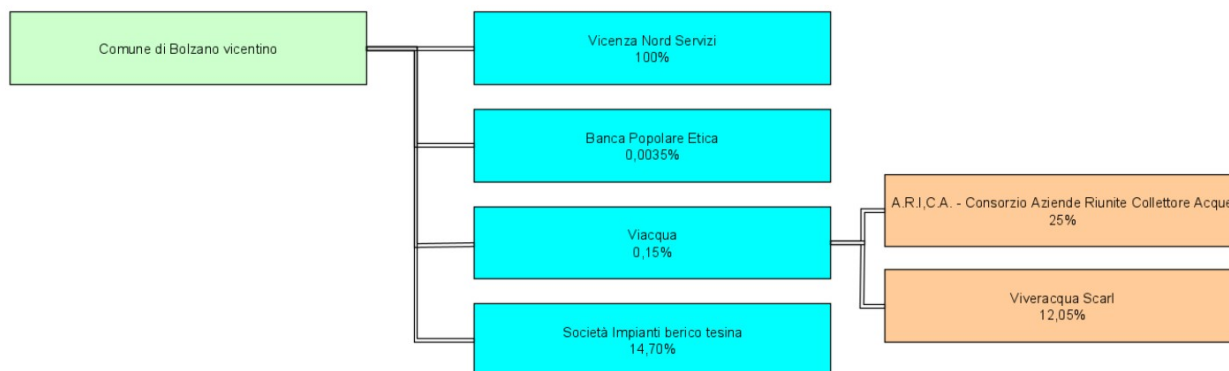 Comune di Bolzano vicentino
Vicenza Nord Servizi
100%
Banca Popolare Etica
0,0035%
Viacqua
0,15%
Società Impianti berico tesina
14,70%
A.R.I,C.A. - Consorzio Aziende Riunite Collettore Acque
25%
Viveracqua Scarl
12,05%